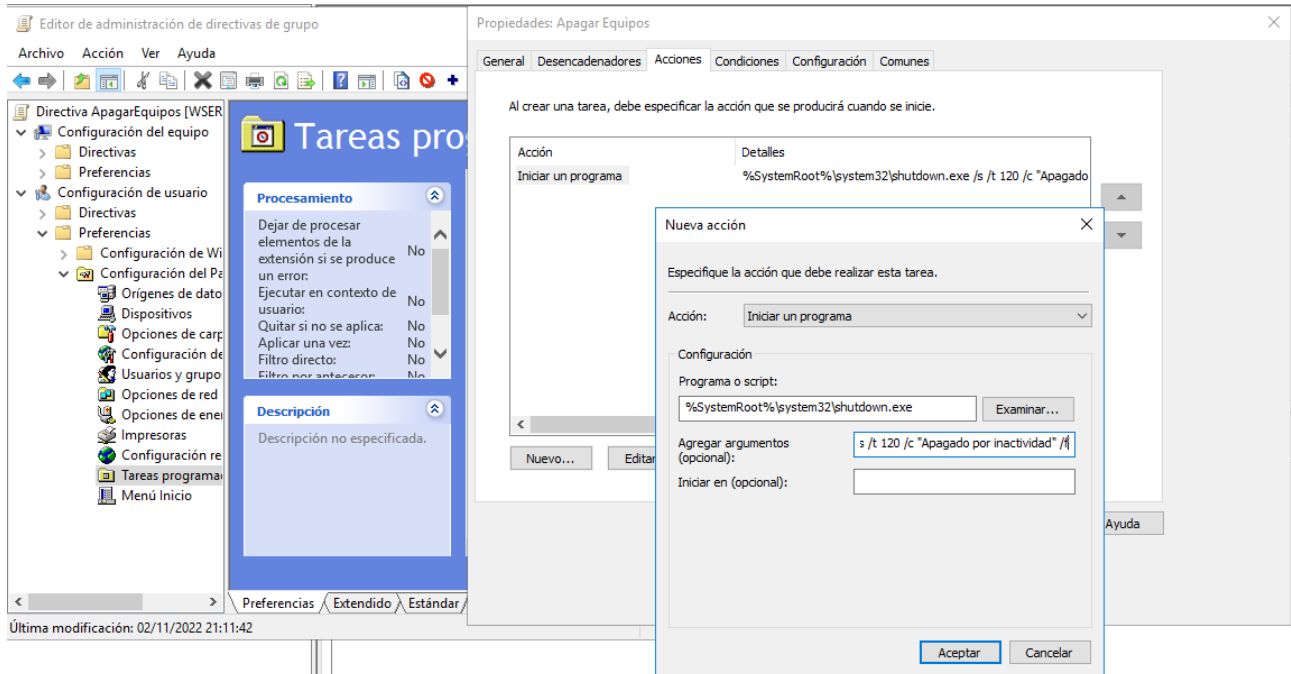 Editor de administración de directivas de grupo
Archivo Acción Ver Ayuda
Directiva ApagarEquipos [WSER
Configuración del equipo
Directivas
Preferencias
Configuración de usuario
Directivas
Preferencias
Configuración de Wi
Configuración del Pa
Orígenes de dato
Dispositivos
Opciones de carp
Configuración de
Usuarios y grupo
Opciones de red
Opciones de ener
Impresoras
Configuración re
Tareas programa
Menú Inicio
Tareas pro
Procesamiento
Dejar de procesar
elementos de la
extensión si se produce
un error: No
Ejecutar en contexto de
usuario: No
Quitar si no se aplica: No
Aplicar una vez: No
Filtro directo: No
Filtro por antecesor: No
Descripción
Descripción no especificada.
Preferencias Extendido Estándar
Última modificación: 02/11/2022 21:11:42
Propiedades: Apagar Equipos
General Desencadenadores Acciones Condiciones Configuración Comunes
Al crear una tarea, debe especificar la acción que se producirá cuando se inicie.
Acción Detalles
Iniciar un programa %SystemRoot%\system32\shutdown.exe /s /t 120 /c "Apagado
Nuevo... Editar
Ayuda
Nueva acción
Especifique la acción que debe realizar esta tarea.
Acción: Iniciar un programa
Configuración
Programa o script:
%SystemRoot%\system32\shutdown.exe Examinar...
Agregar argumentos
(opcional): s /t 120 /c "Apagado por inactividad" /f
Iniciar en (opcional):
Aceptar Cancelar